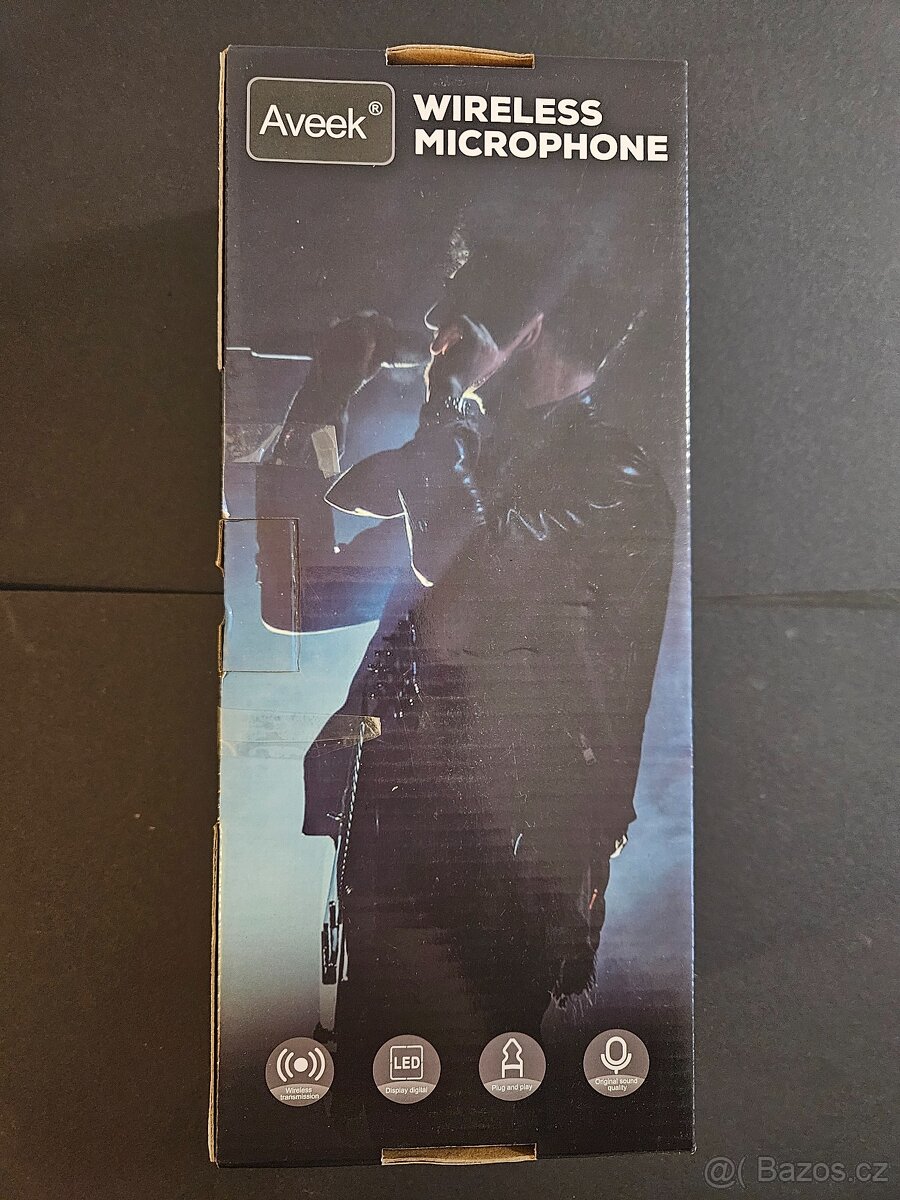 Aveek®
WIRELESS
MICROPHONE
Wireless
transmission
LED
Display digital
Plug and play
Original sound
quality
@( Bazos.cz